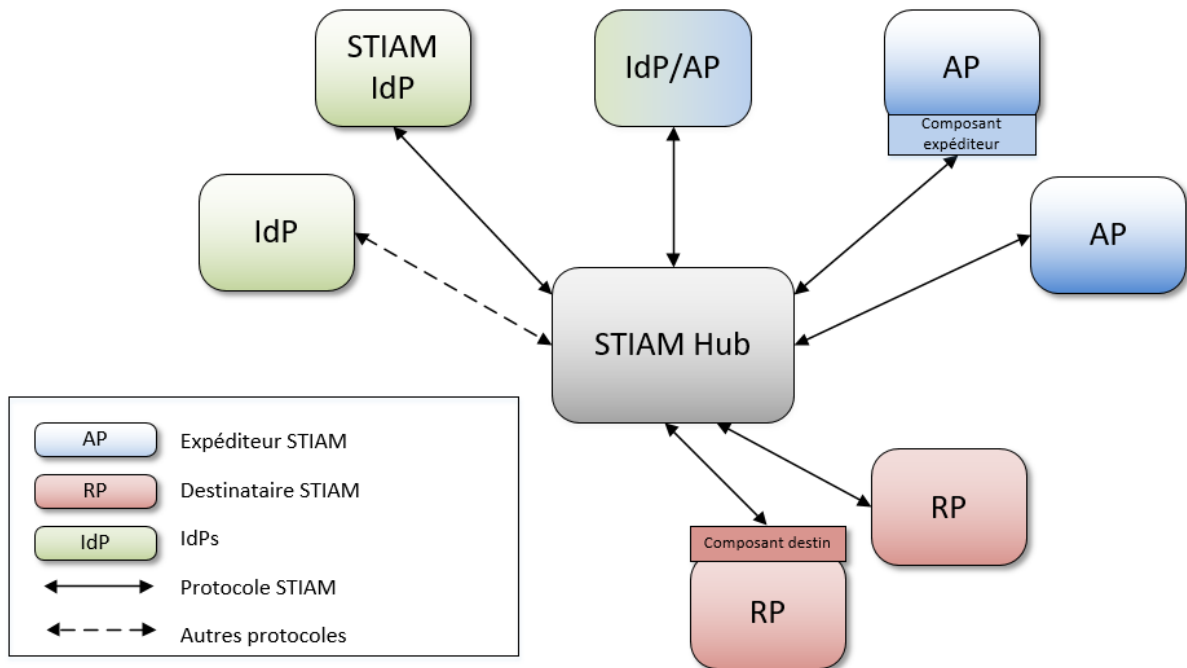 STIAM
IdP
IdP/AP
AP
Composant
expéditeur
IdP
AP
STIAM Hub
AP
Expéditeur STIAM
RP
Destinataire STIAM
IdP
IdPs
Protocole STIAM
Autres protocoles
RP
Composant destin
RP